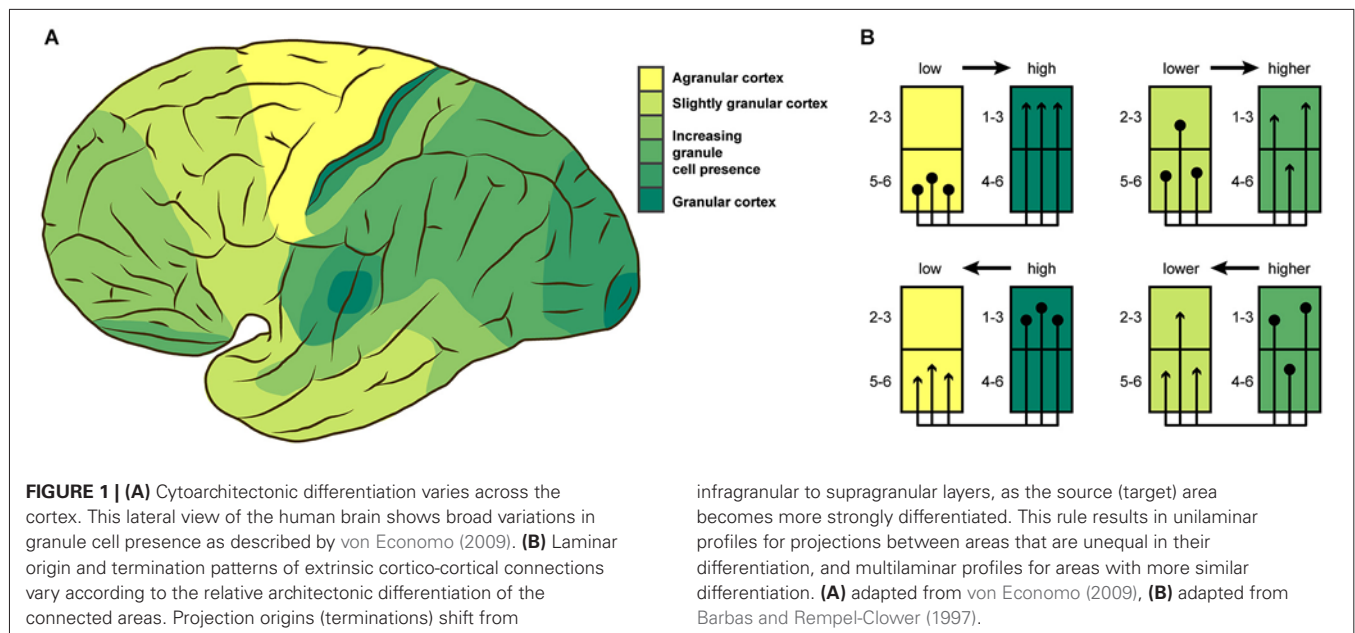 A
Agranular cortex
Slightly granular cortex
Increasing
granule
cell presence
Granular cortex
B
low
high
2-3
1-3
5-6
4-6
lower
higher
2-3
1-3
5-6
4-6
low
high
2-3
1-3
5-6
4-6
lower
higher
2-3
1-3
5-6
4-6
FIGURE 1 | (A) Cytoarchitectonic differentiation varies across the
cortex. This lateral view of the human brain shows broad variations in
granule cell presence as described by von Economo (2009). (B) Laminar
origin and termination patterns of extrinsic cortico-cortical connections
vary according to the relative architectonic differentiation of the
connected areas. Projection origins (terminations) shift from
infragranular to supragranular layers, as the source (target) area
becomes more strongly differentiated. This rule results in unilaminar
profiles for projections between areas that are unequal in their
differentiation, and multilaminar profiles for areas with more similar
differentiation. (A) adapted from von Economo (2009), (B) adapted from
Barbas and Rempel-Clower (1997).